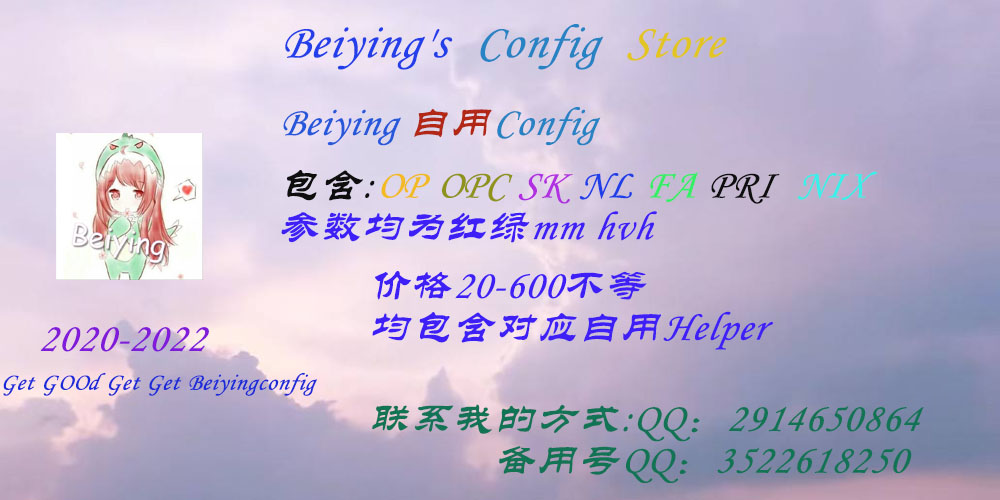 Beiying's Config Store
Beiying 自用Config
包含:OP OPC SK NL FA PRI NIX
参数均为红绿mm hvh
价格20-600不等
均包含对应自用Helper
Beiying
2020-2022
Get GOOd Get Get Beiyingconfig
联系我的方式:QQ：2914650864
备用号QQ：3522618250